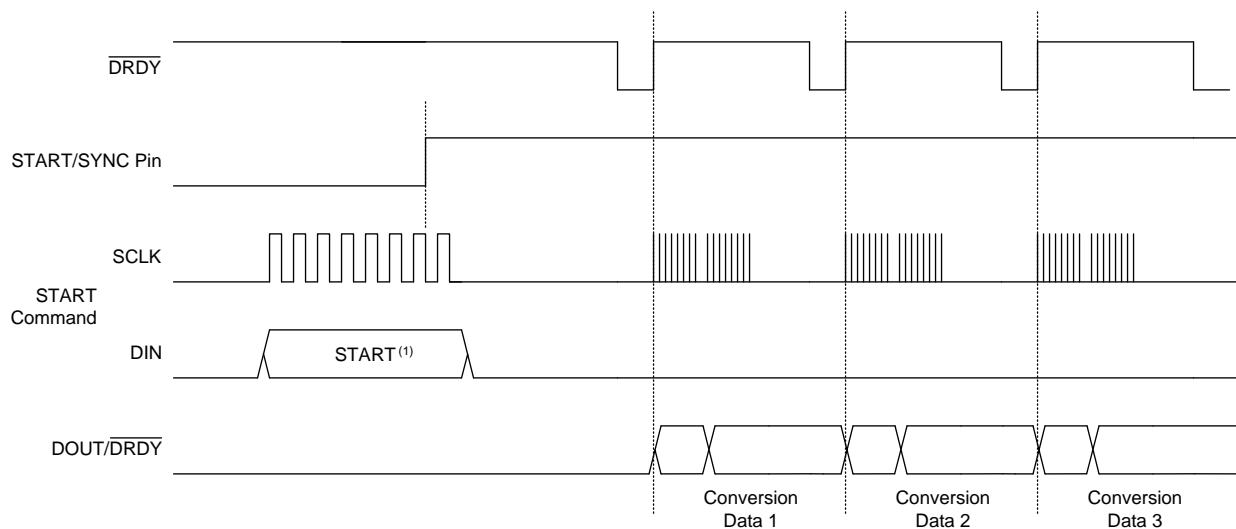 DRDY
START/SYNC Pin
SCLK
START
Command
DIN
START (1)
DOUT/DRDY
Conversion
Data 1
Conversion
Data 2
Conversion
Data 3